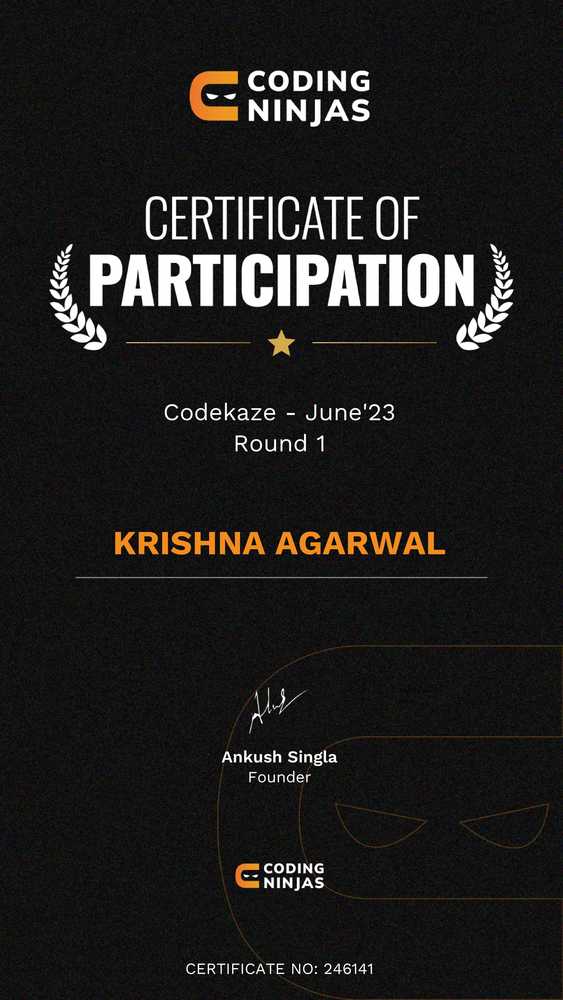 CODING
NINJAS
CERTIFICATE OF
PARTICIPATION
Codekaze - June'23
Round 1
KRISHNA AGARWAL
Ankush Singla
Founder
CODING
NINJAS
CERTIFICATE NO: 246141